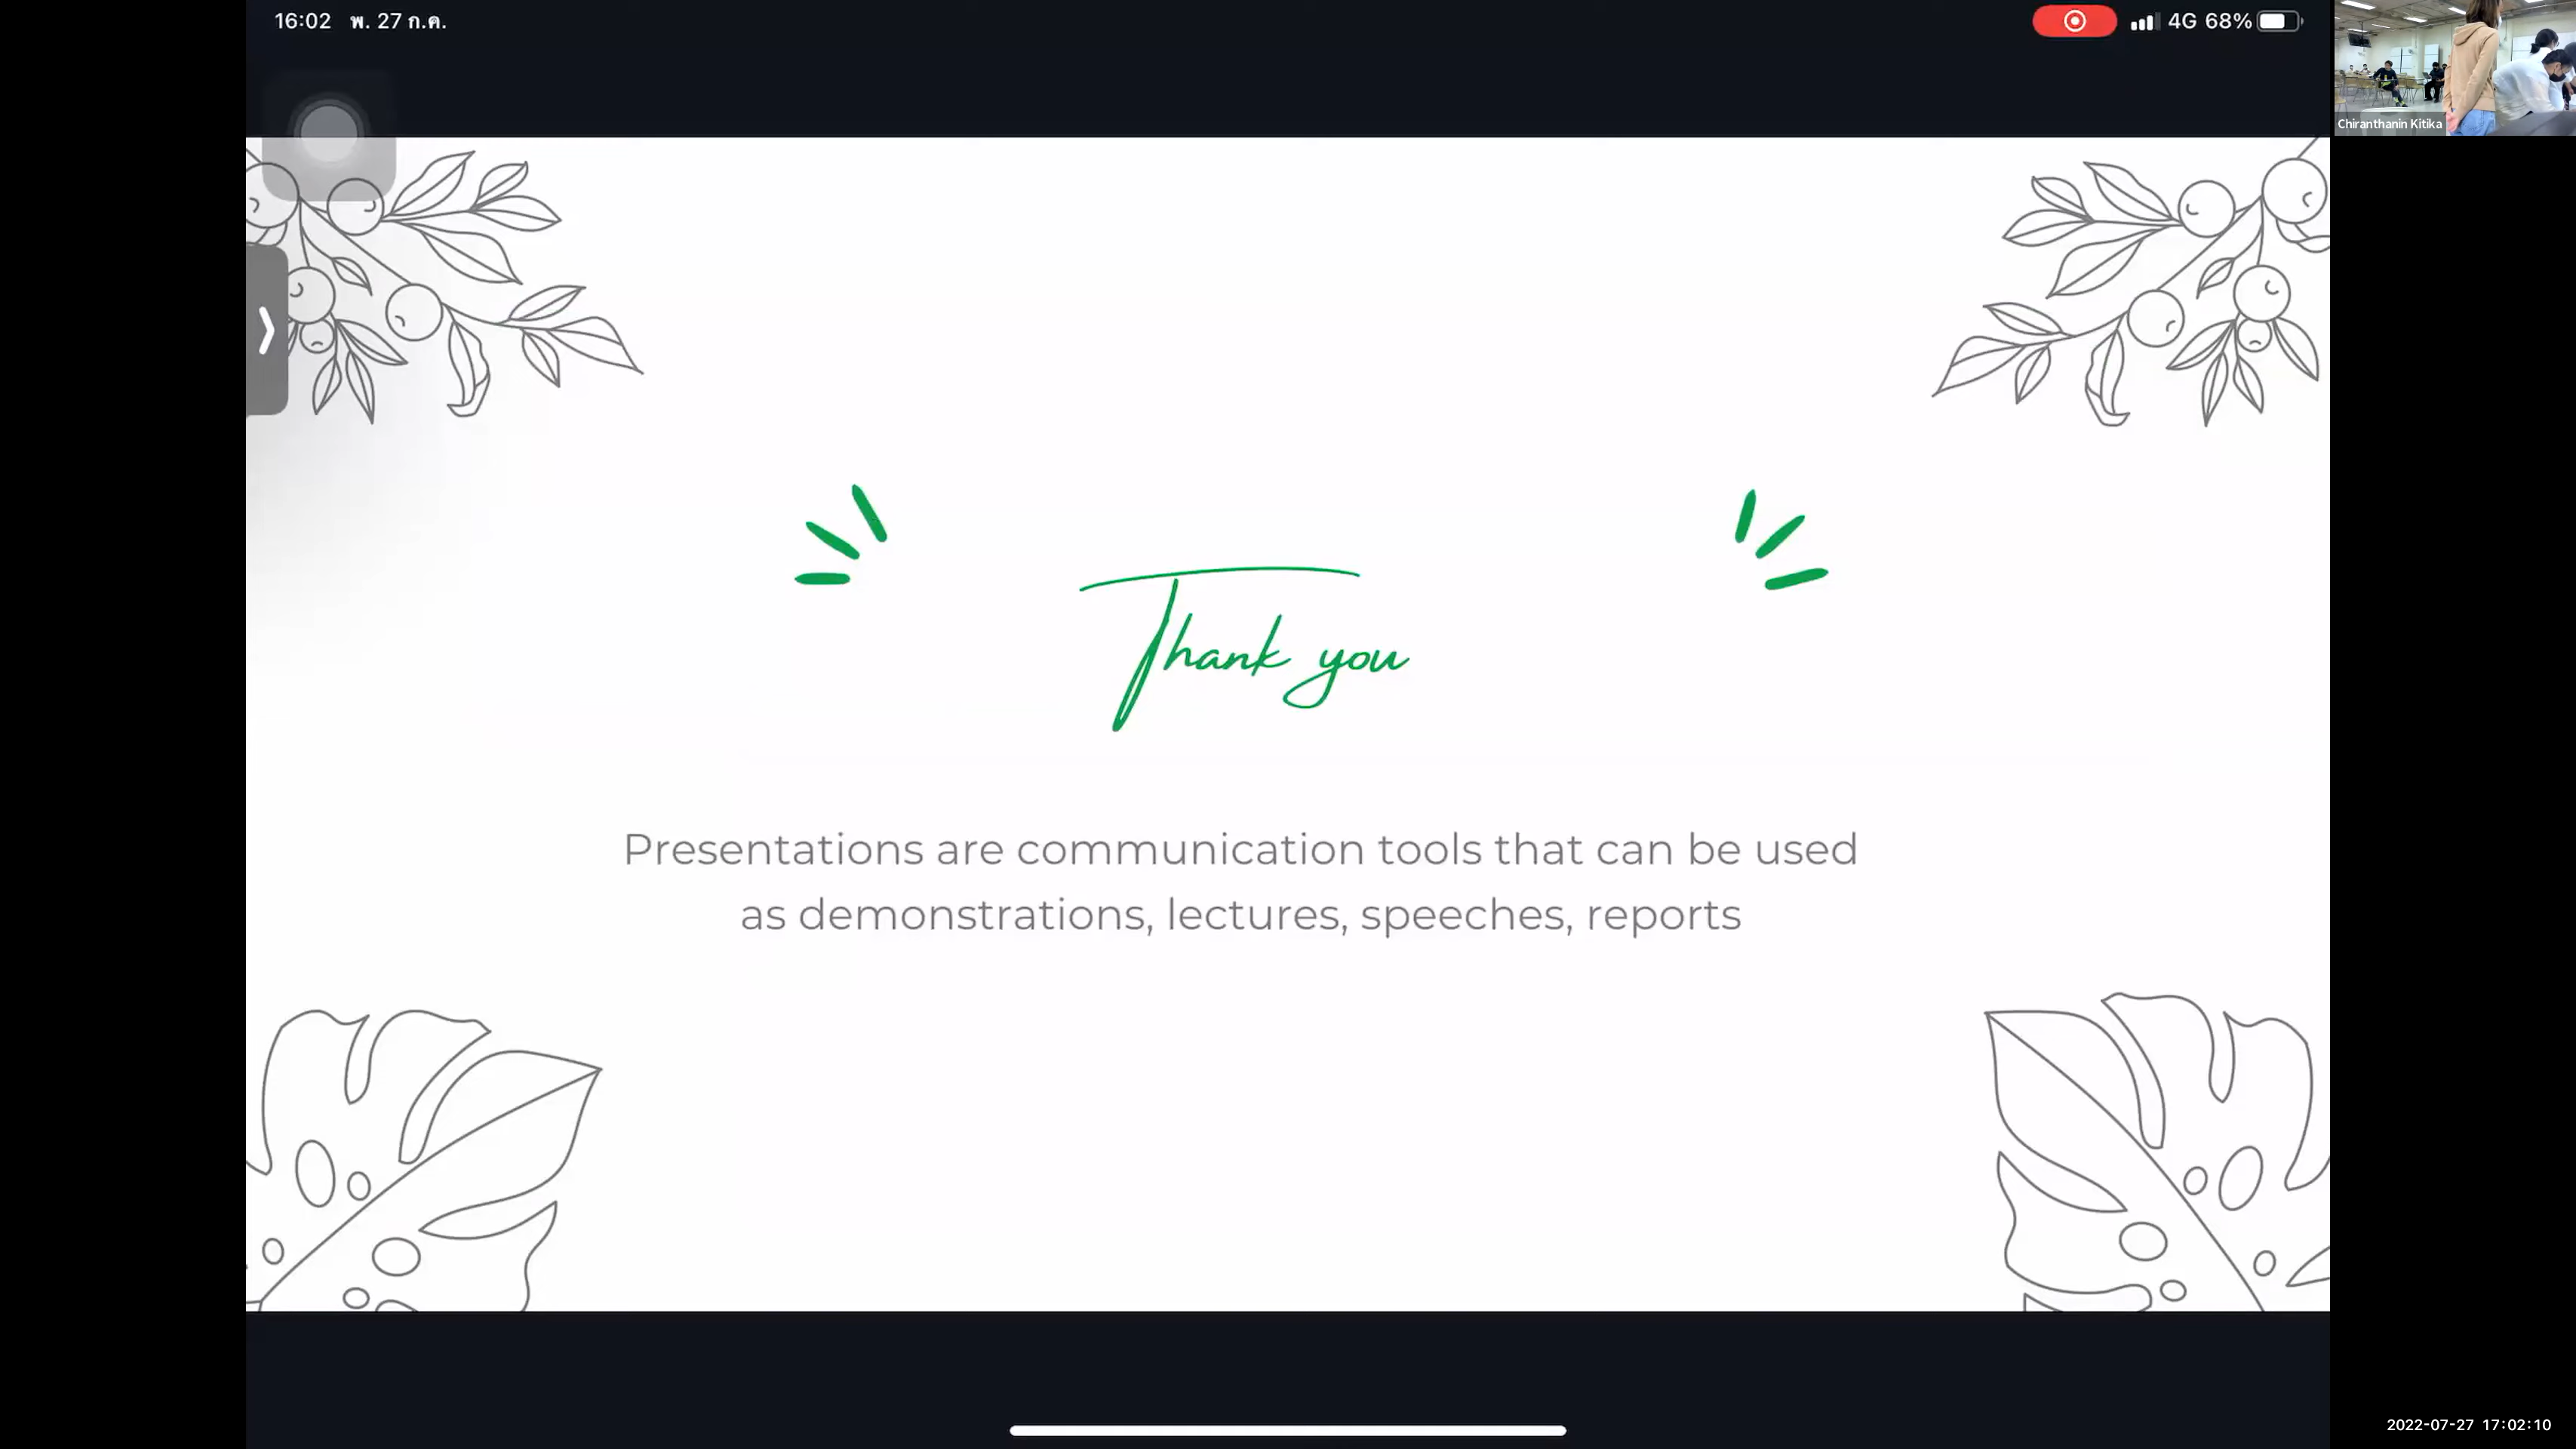 16:02 พ. 27 ก.ค.
4G 68%
Chiranthanin Kitika
Thank you
Presentations are communication tools that can be used
as demonstrations, lectures, speeches, reports
2022-07-27 17:02:10